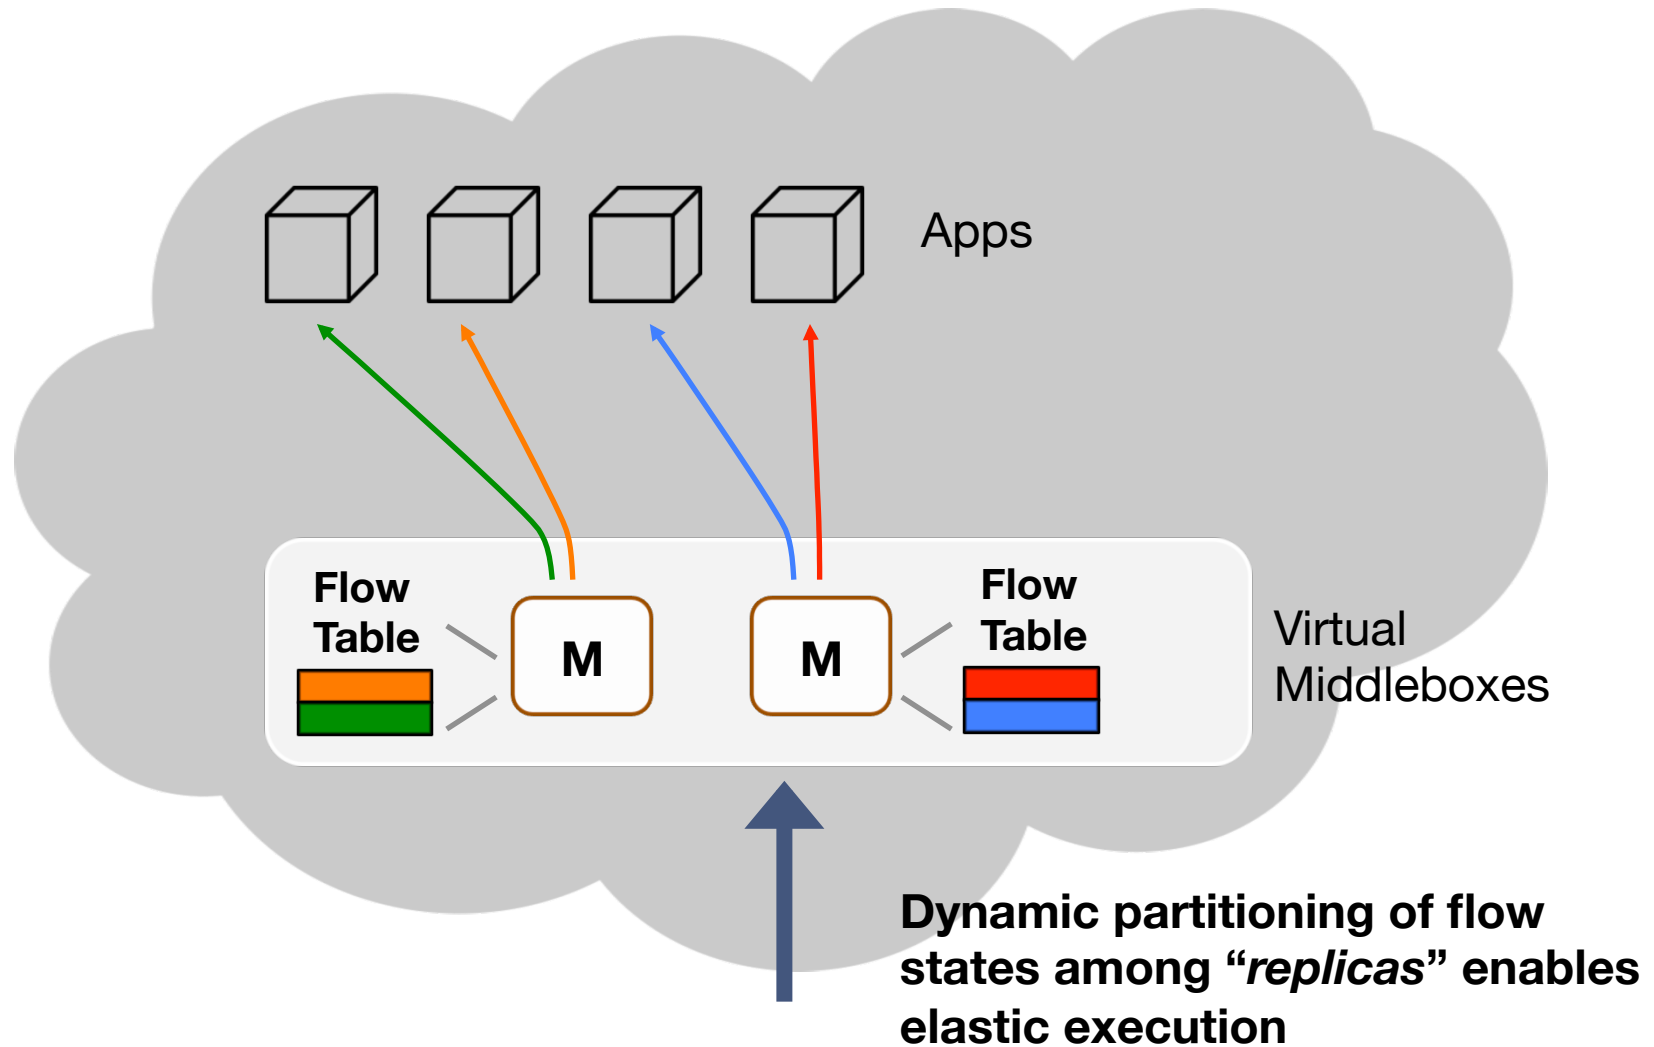 Apps
Flow
Table
M
M
Flow
Table
Virtual
Middleboxes
Dynamic partitioning of flow
states among “replicas” enables
elastic execution